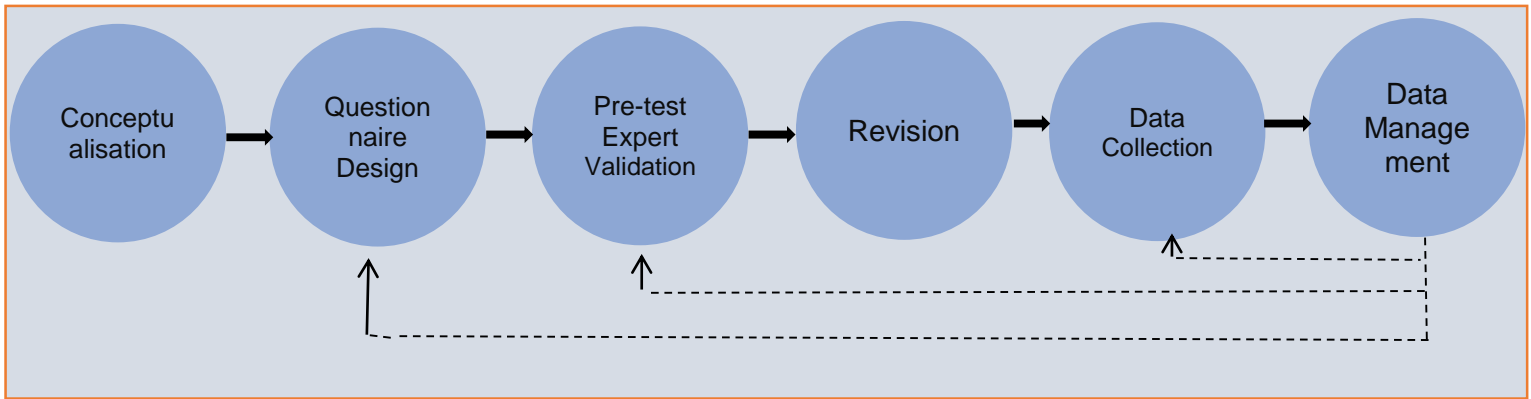 Conceptu
alisation
Question
naire
Design
Pre-test
Expert
Validation
Revision
Data
Collection
Data
Manage
ment